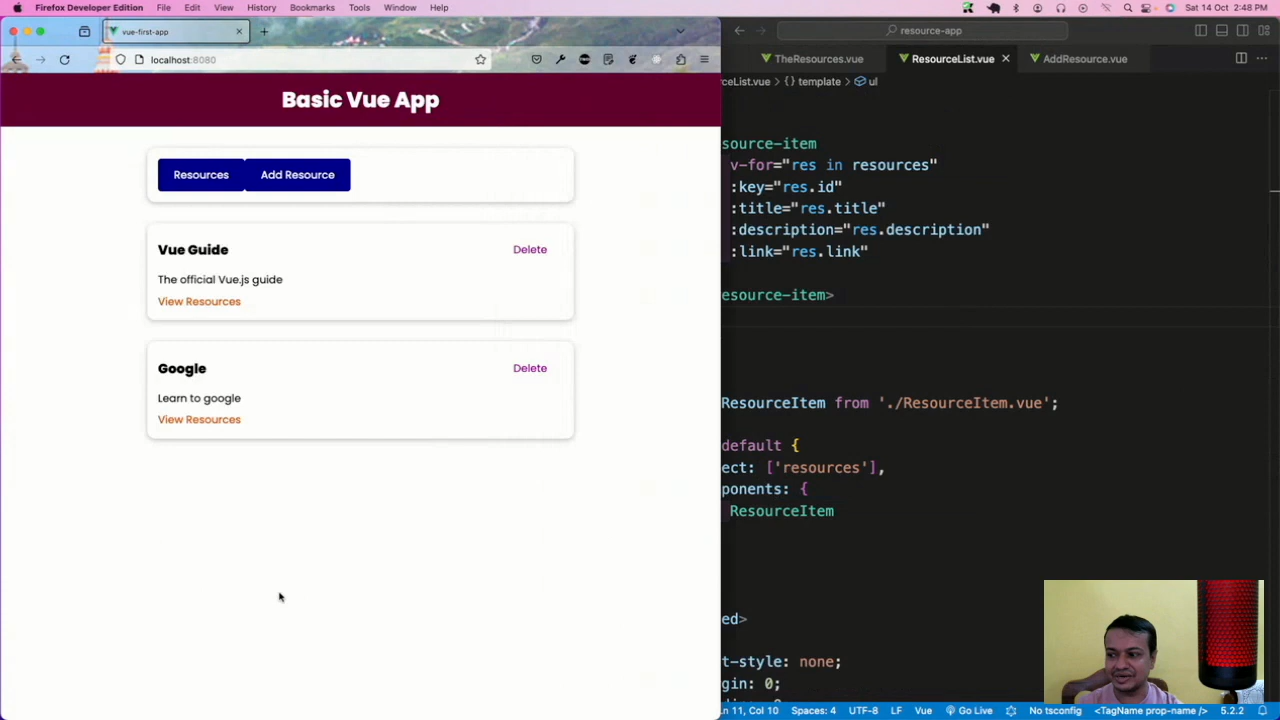 Firefox Developer Edition File Edit View History Bookmarks Tools Window Help
Sat 14 Oct 2:48 PM
vue-first-app
localhost:8080
Basic Vue App
Resources
Add Resource
Vue Guide
Delete
The official Vue.js guide
View Resources
Google
Delete
Learn to google
View Resources
resource-app
TheResources.vue
ResourceList.vue
AddResource.vue
rceList.vue > {} template > ul
source-item
v-for="res in resources"
:key="res.id"
:title="res.title"
:description="res.description"
:link="res.link"
esource-item>
ResourceItem from './ResourceItem.vue';
default {
ect: ['resources'],
ponents: {
ResourceItem
ed>
t-style: none;
gin: 0;
Ln 11, Col 10 Spaces: 4 UTF-8 LF Vue Go Live No tsconfig <TagName prop-name /> 5.2.2